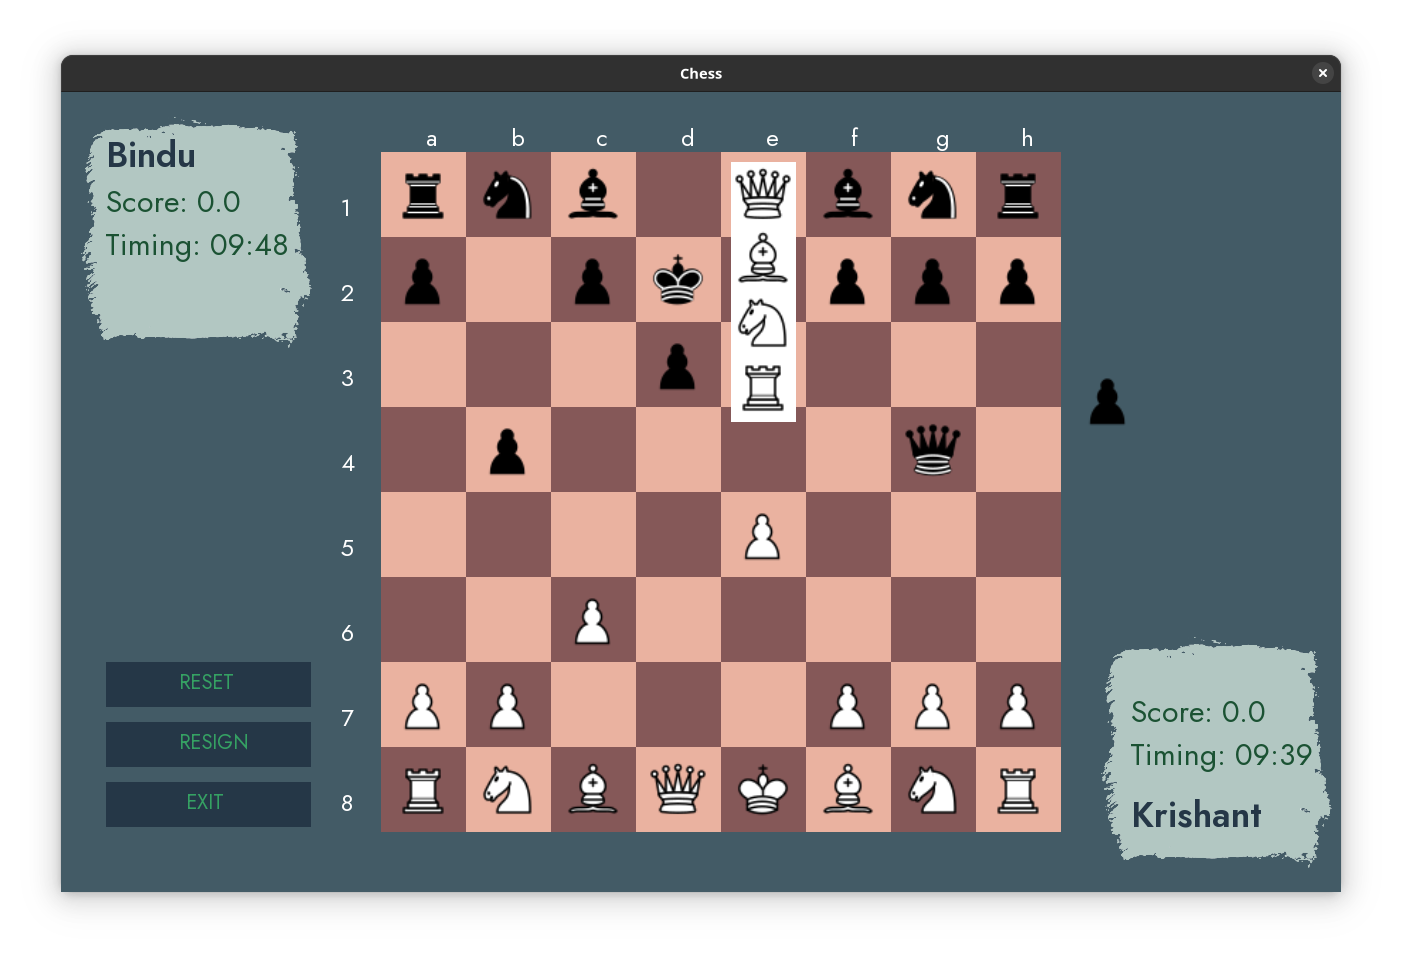 Chess
Bindu
Score: 0.0
Timing: 09:48
a b c d e f g h
1
2
3
4
5
6
7
8
RESET
RESIGN
EXIT
Score: 0.0
Timing: 09:39
Krishant